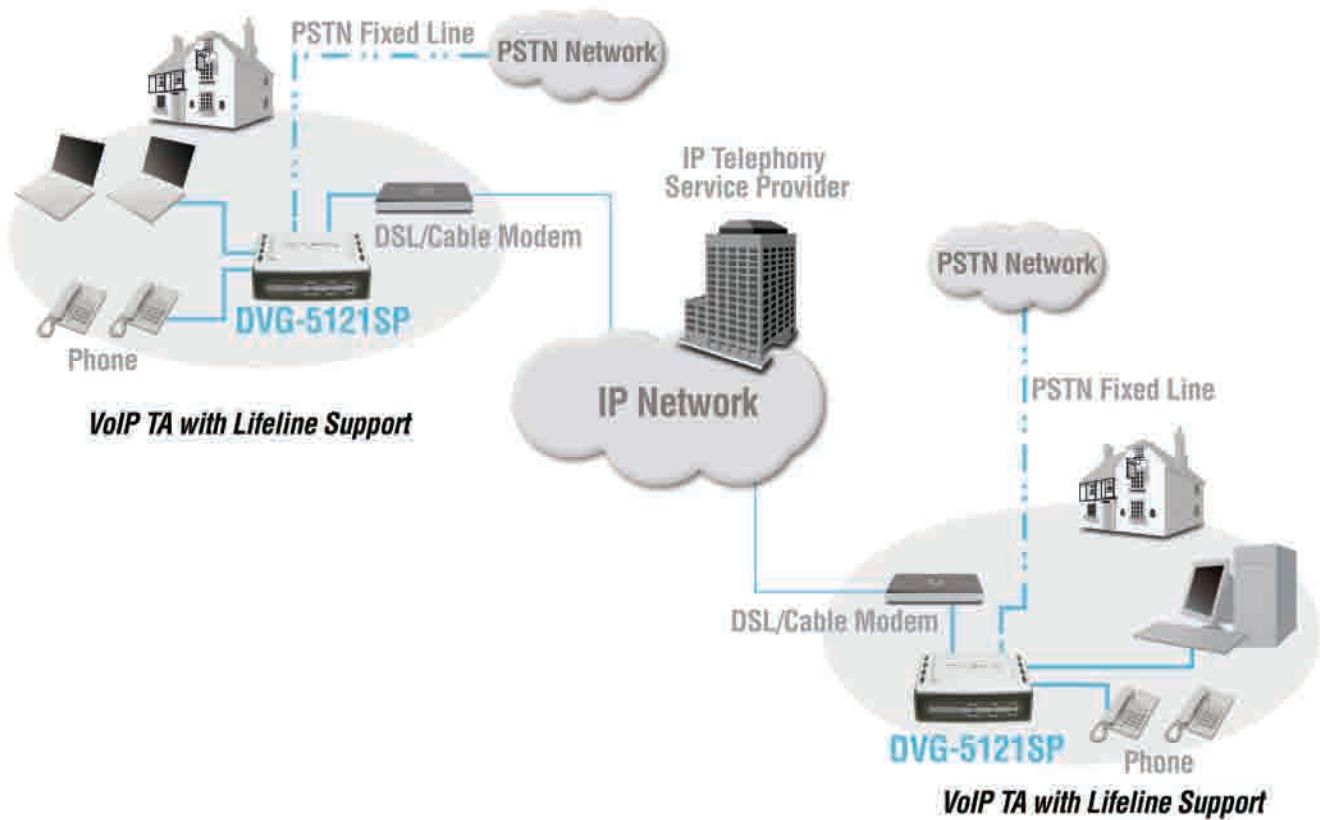 PSTN Fixed Line
PSTN Network
IP Telephony
Service Provider
DSL/Cable Modem
DVG-5121SP
Phone
VoIP TA with Lifeline Support
IP Network
PSTN Network
PSTN Fixed Line
DSL/Cable Modem
DVG-5121SP
Phone
VoIP TA with Lifeline Support